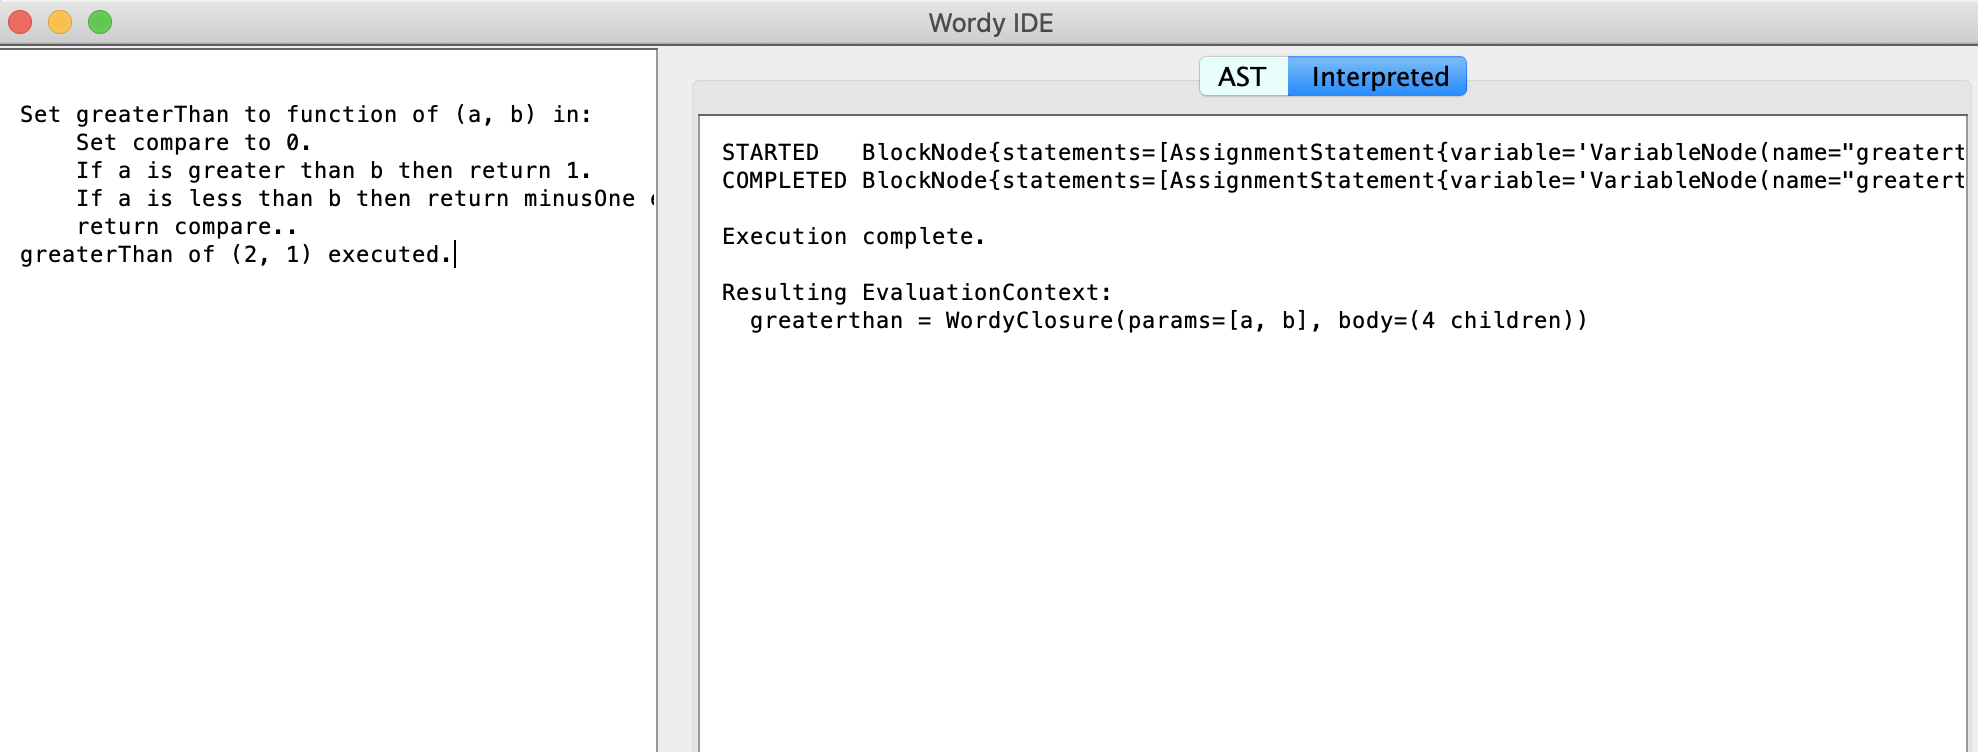 Wordy IDE
Set greaterThan to function of (a, b) in:
Set compare to 0.
If a is greater than b then return 1.
If a is less than b then return minusOne
return compare..
greaterThan of (2, 1) executed.
AST Interpreted
STARTED BlockNode{statements=[AssignmentStatement{variable='VariableNode(name="greatert
COMPLETED BlockNode{statements=[AssignmentStatement{variable='VariableNode(name="greatert
Execution complete.
Resulting EvaluationContext:
greaterthan = WordyClosure(params=[a, b], body=(4 children))